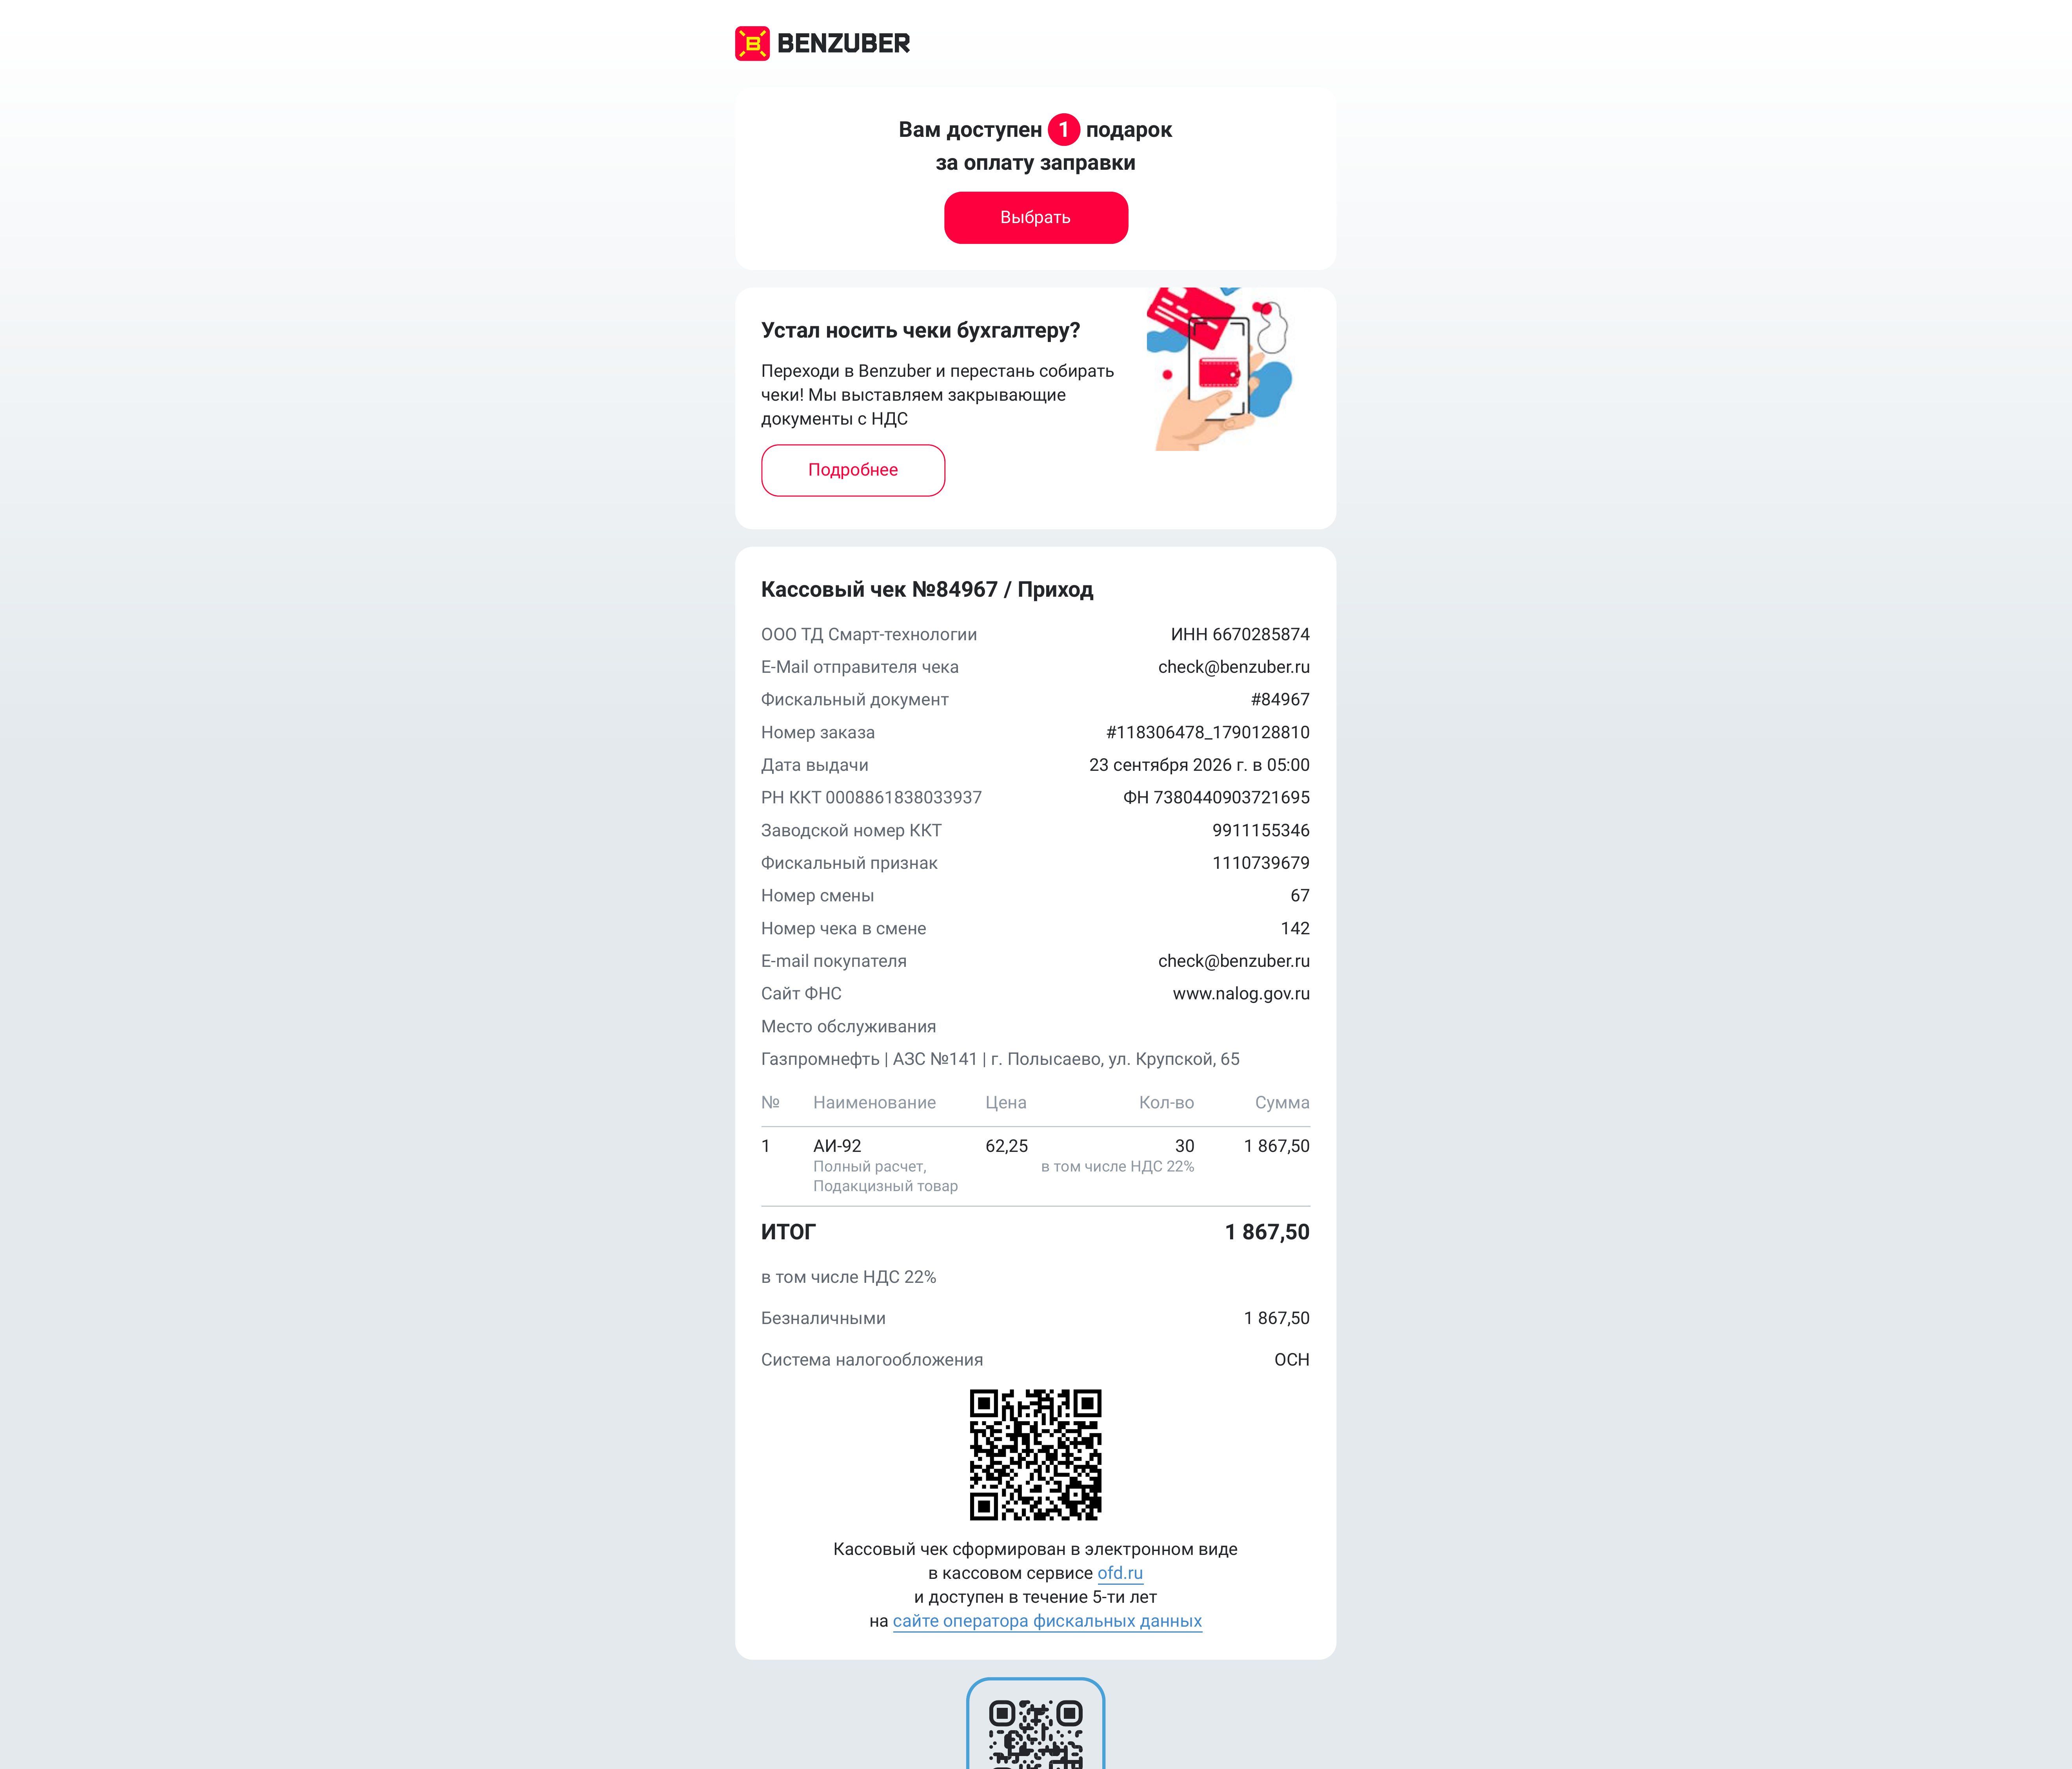 BENZUBER
Вам доступен 1 подарок
за оплату заправки
Выбрать
Устал носить чеки бухгалтеру?
Переходи в Benzuber и перестань собирать
чеки! Мы выставляем закрывающие
документы с НДС
Подробнее
Кассовый чек №84967 / Приход
ООО ТД Смарт-технологии ИНН 6670285874
E-Mail отправителя чека check@benzuber.ru
Фискальный документ #84967
Номер заказа #118306478_1790128810
Дата выдачи 23 сентября 2026 г. в 05:00
РН ККТ 0008861838033937 ФН 7380440903721695
Заводской номер ККТ 9911155346
Фискальный признак 1110739679
Номер смены 67
Номер чека в смене 142
E-mail покупателя check@benzuber.ru
Сайт ФНС www.nalog.gov.ru
Место обслуживания
Газпромнефть | АЗС №141 | г. Полысаево, ул. Крупской, 65
№ Наименование Цена Кол-во Сумма
1 АИ-92 62,25 30 1 867,50
Полный расчет, в том числе НДС 22%
Подакцизный товар
ИТОГ 1 867,50
в том числе НДС 22%
Безналичными 1 867,50
Система налогообложения ОСН
Кассовый чек сформирован в электронном виде
в кассовом сервисе ofd.ru
и доступен в течение 5-ти лет
на сайте оператора фискальных данных